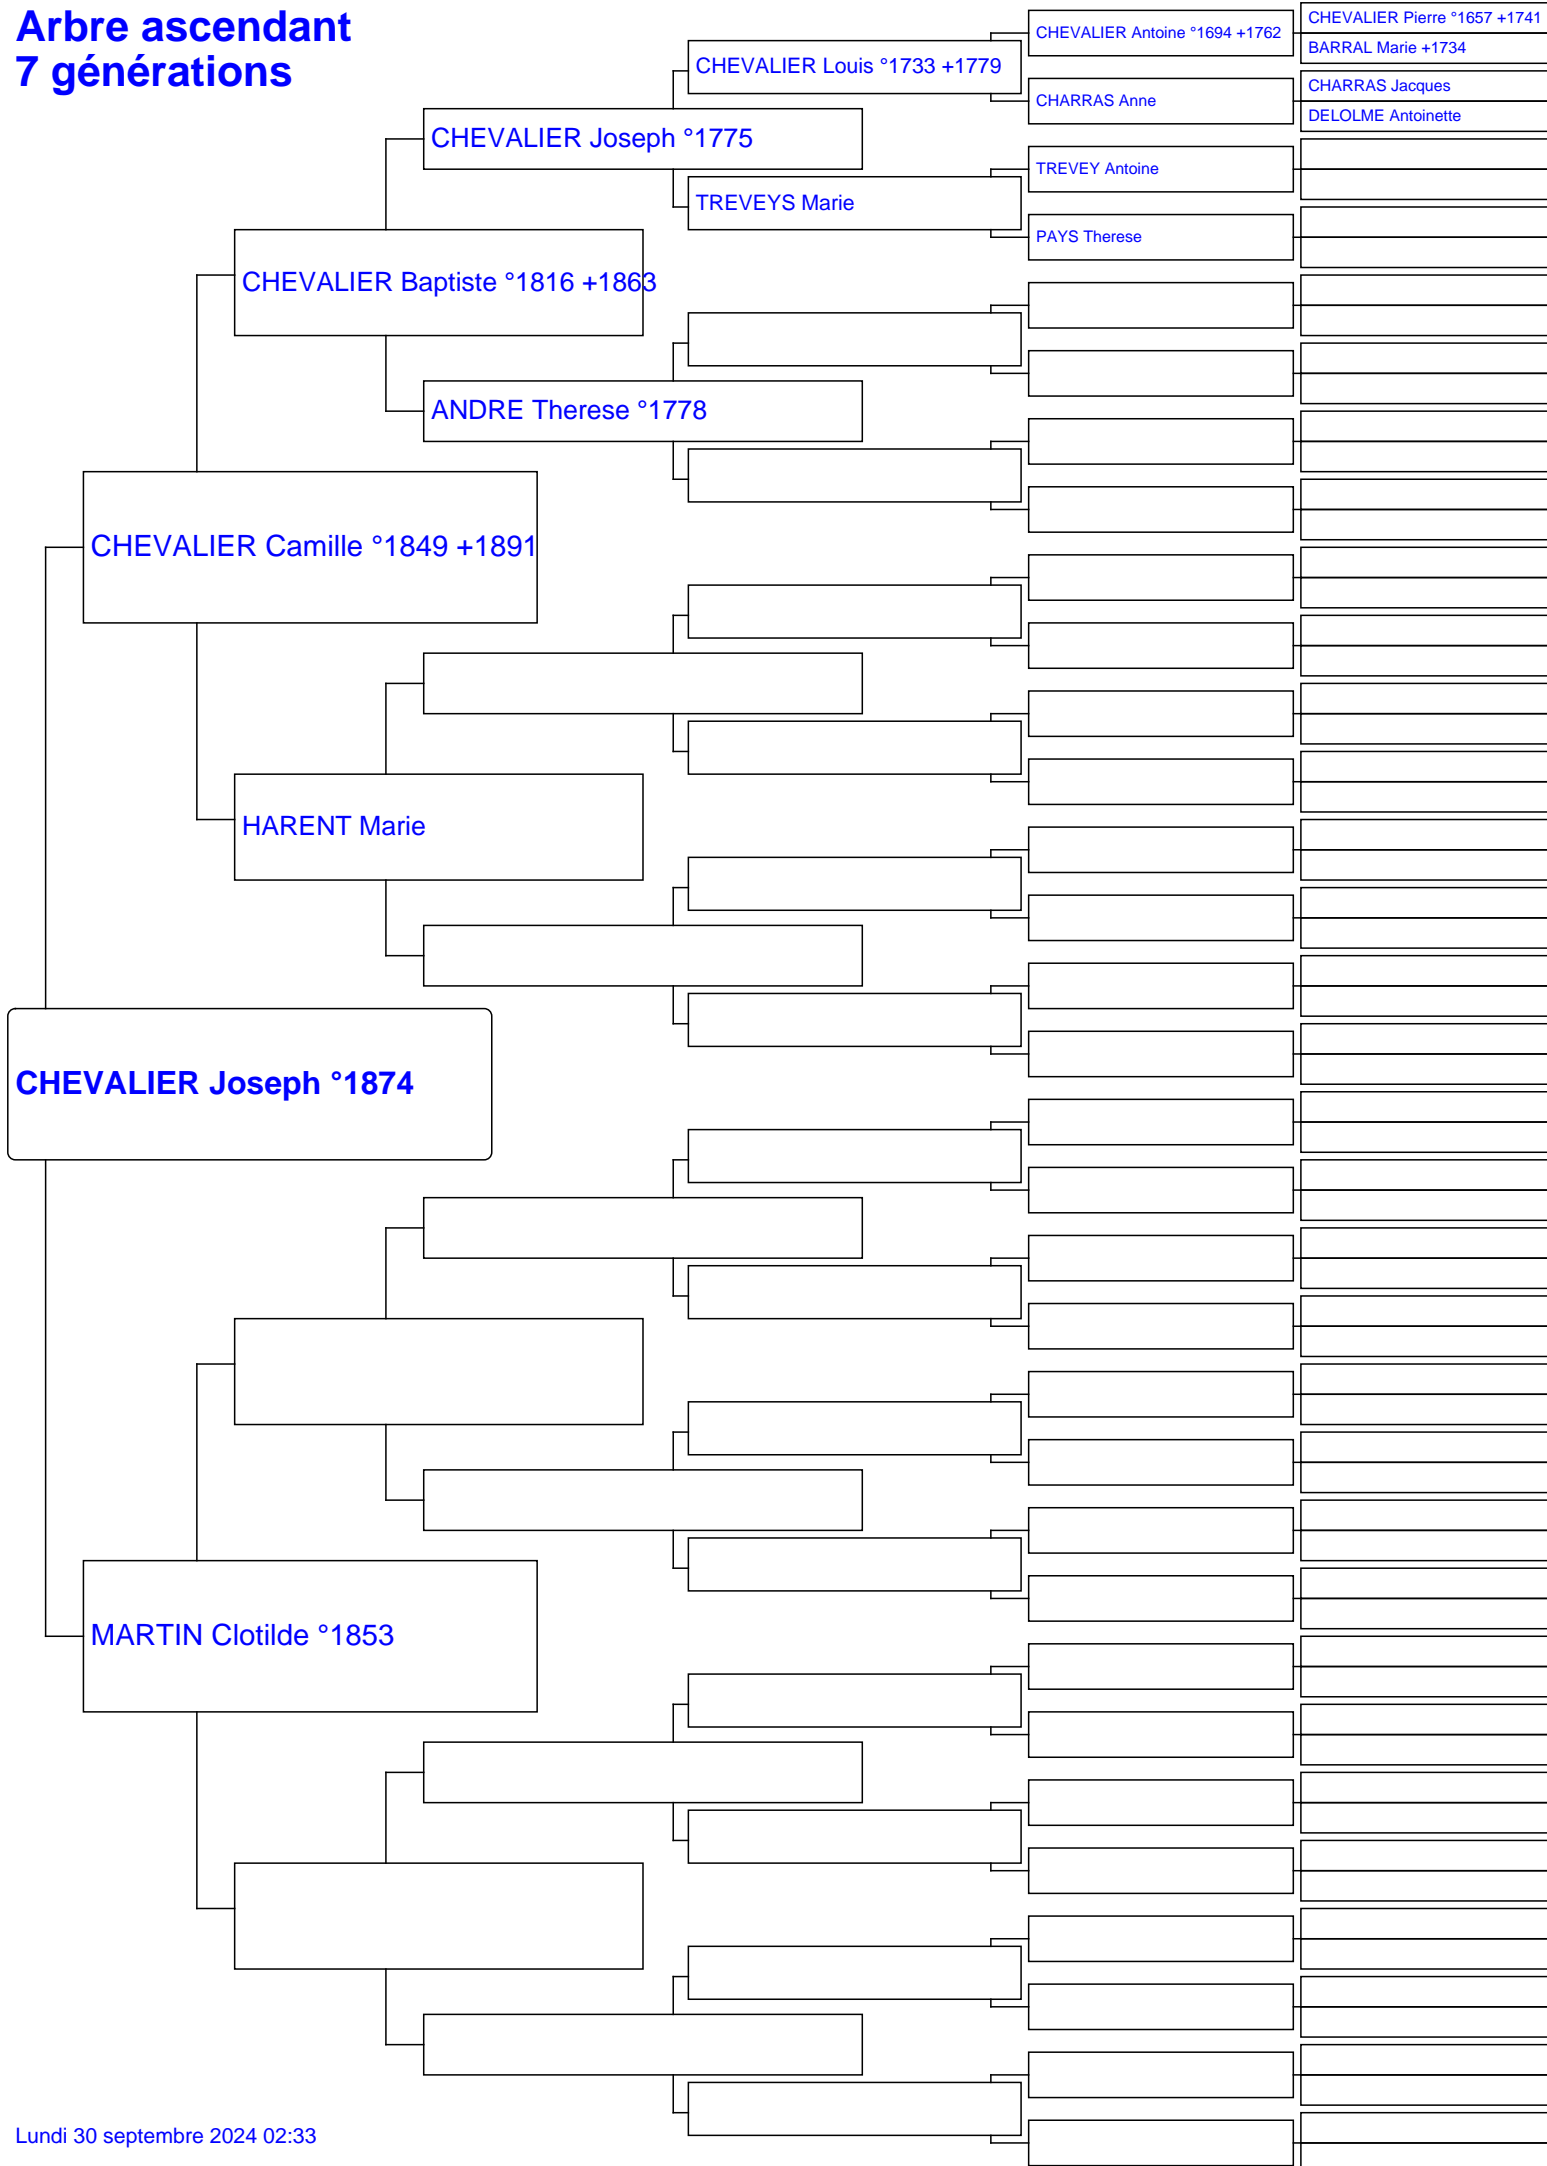 Arbre ascendant
7 générations
CHEVALIER Pierre °1657 +1741
CHEVALIER Antoine °1694 +1762
BARRAL Marie +1734
CHEVALIER Louis °1733 +1779
CHARRAS Jacques
CHARRAS Anne
DELOLME Antoinette
CHEVALIER Joseph °1775
TREVEY Antoine
TREVEYS Marie
PAYS Therese
CHEVALIER Baptiste °1816 +1863
ANDRE Therese °1778
CHEVALIER Camille °1849 +1891
HARENT Marie
CHEVALIER Joseph °1874
MARTIN Clotilde °1853
Lundi 30 septembre 2024 02:33